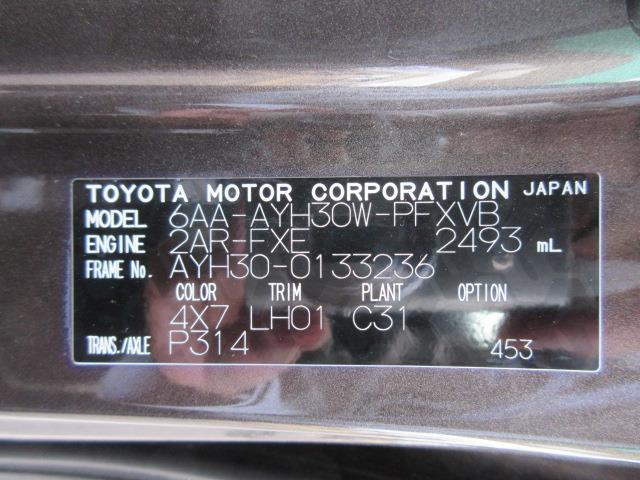 TOYOTA MOTOR CORPORATION JAPAN
MODEL 6AA-AYH30W-PFXVB
ENGINE 2AR-FXE 2493 mL
FRAME No. AYH30-0133236
COLOR TRIM PLANT OPTION
4X7 LH01 C31
TRANS./AXLE P314 453